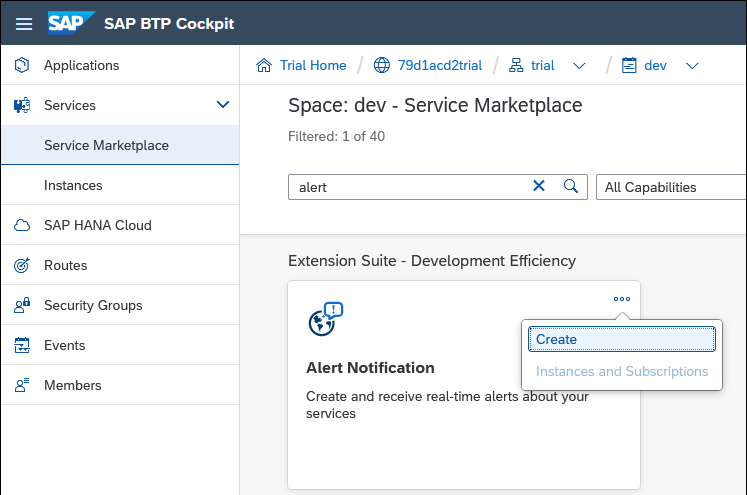 SAP SAP BTP Cockpit
Applications
Services
Service Marketplace
Instances
SAP HANA Cloud
Routes
Security Groups
Events
Members
Trial Home / 79d1acd2trial / trial / dev
Space: dev - Service Marketplace
Filtered: 1 of 40
alert
All Capabilities
Extension Suite - Development Efficiency
Create
Instances and Subscriptions
Alert Notification
Create and receive real-time alerts about your
services